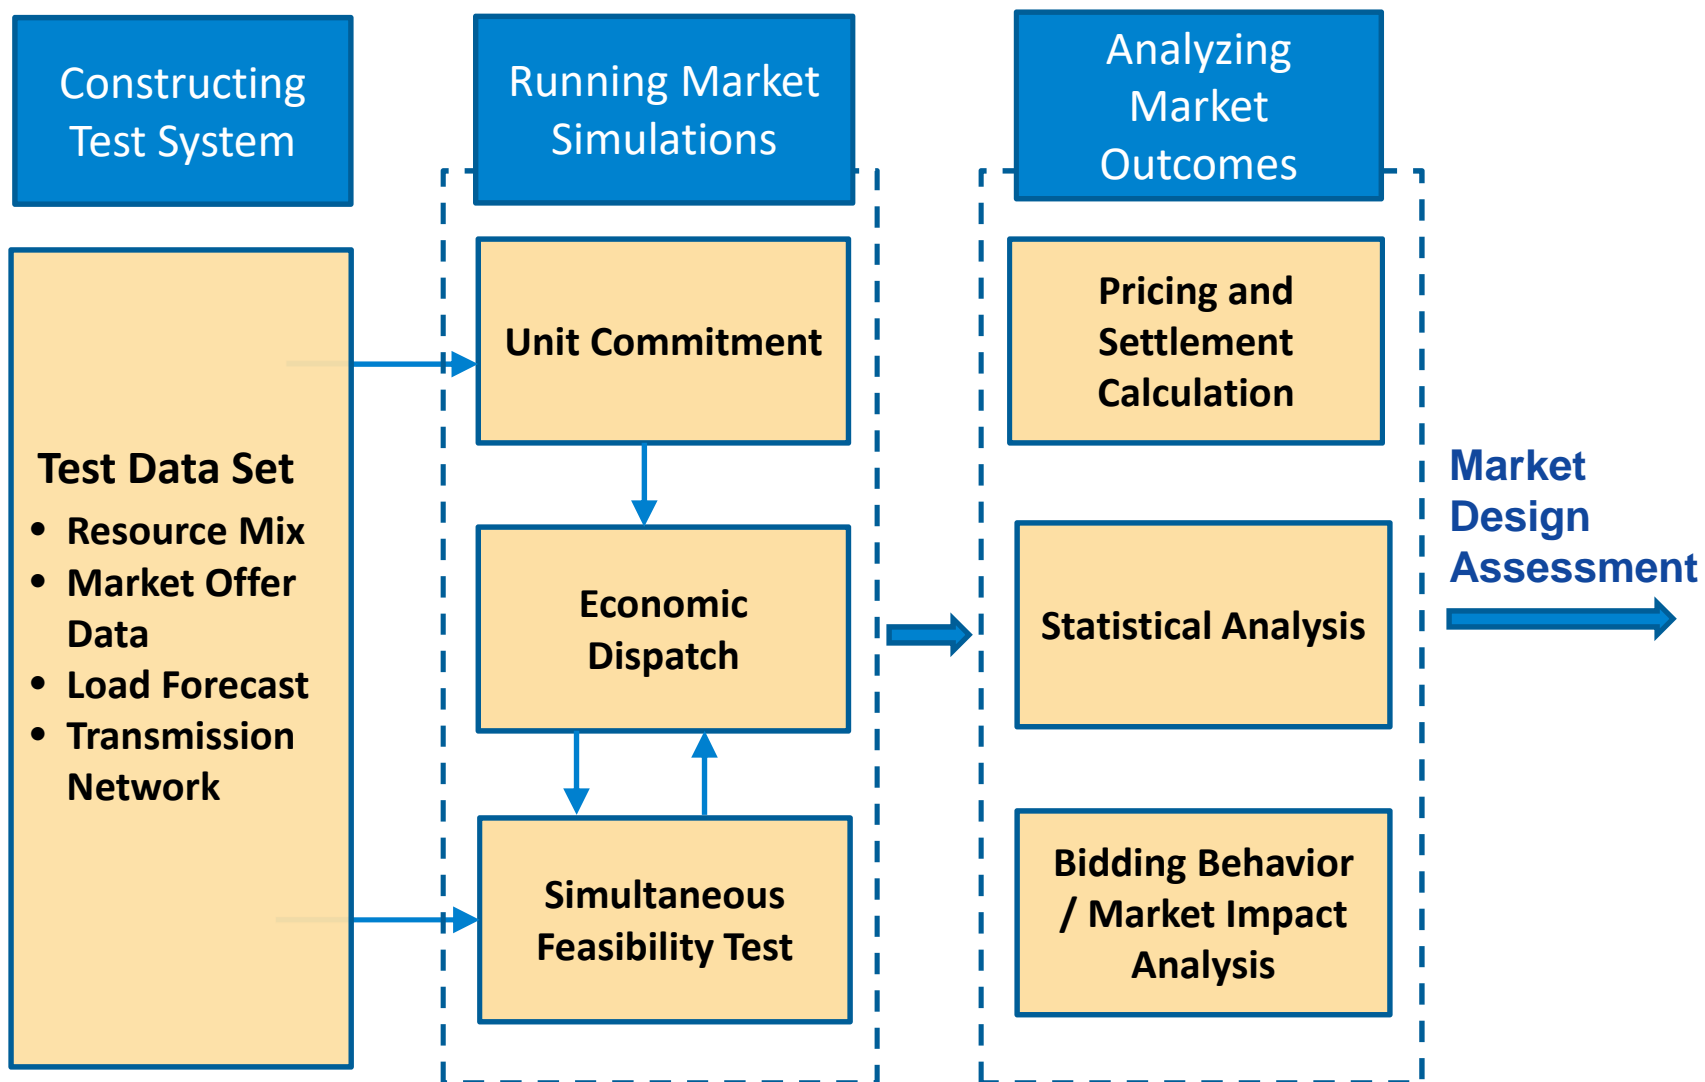 Constructing
Test System
Running Market
Simulations
Analyzing
Market
Outcomes
Test Data Set
• Resource Mix
• Market Offer
Data
• Load Forecast
• Transmission
Network
Unit Commitment
Economic
Dispatch
Simultaneous
Feasibility Test
Pricing and
Settlement
Calculation
Statistical Analysis
Bidding Behavior
/ Market Impact
Analysis
Market
Design
Assessment